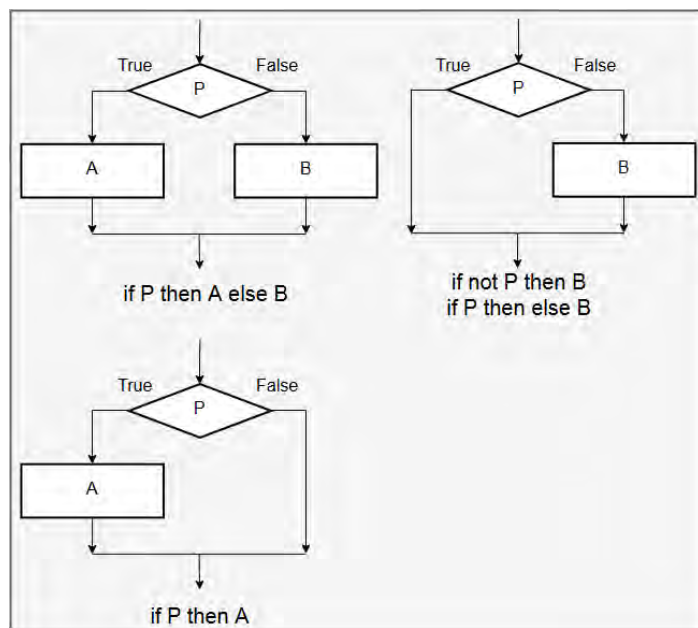 True
False
P
A
B
if P then A else B
True
False
P
B
if not P then B
if P then else B
True
False
P
A
if P then A